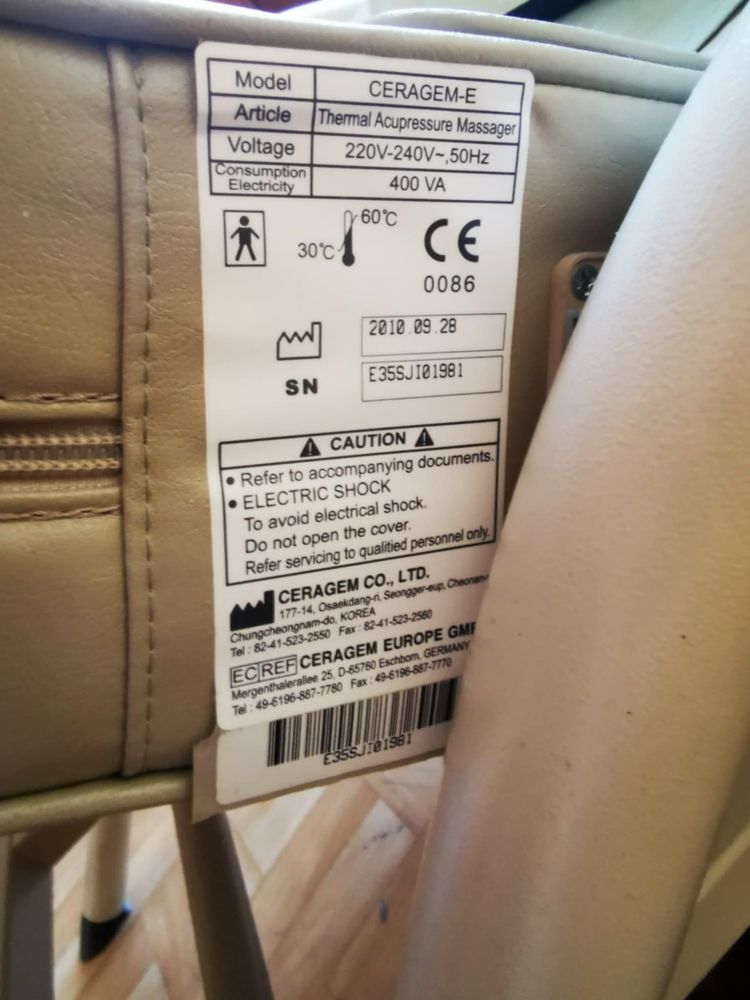 Model CERAGEM-E
Article Thermal Acupressure Massager
Voltage 220V-240V~,50Hz
Consumption Electricity 400 VA
60℃
30℃
CE
0086
2010.09.28
SN E35SJI01981
CAUTION
• Refer to accompanying documents.
• ELECTRIC SHOCK
To avoid electrical shock.
Do not open the cover.
Refer servicing to qualitied personnel only.
CERAGEM CO., LTD.
177-14, Osaekdang-ri, Seongger-eup, Cheonan-
Chungcheongnam-do, KOREA
Tel : 82-41-523-2550 Fax : 82-41-523-2560
EC REF CERAGEM EUROPE
Mergenthalerallee 25, D-65760 Eschborn, GERMANY
Tel : 49-6196-887-7780 Fax : 49-6196-887-7770
E35SJI01981